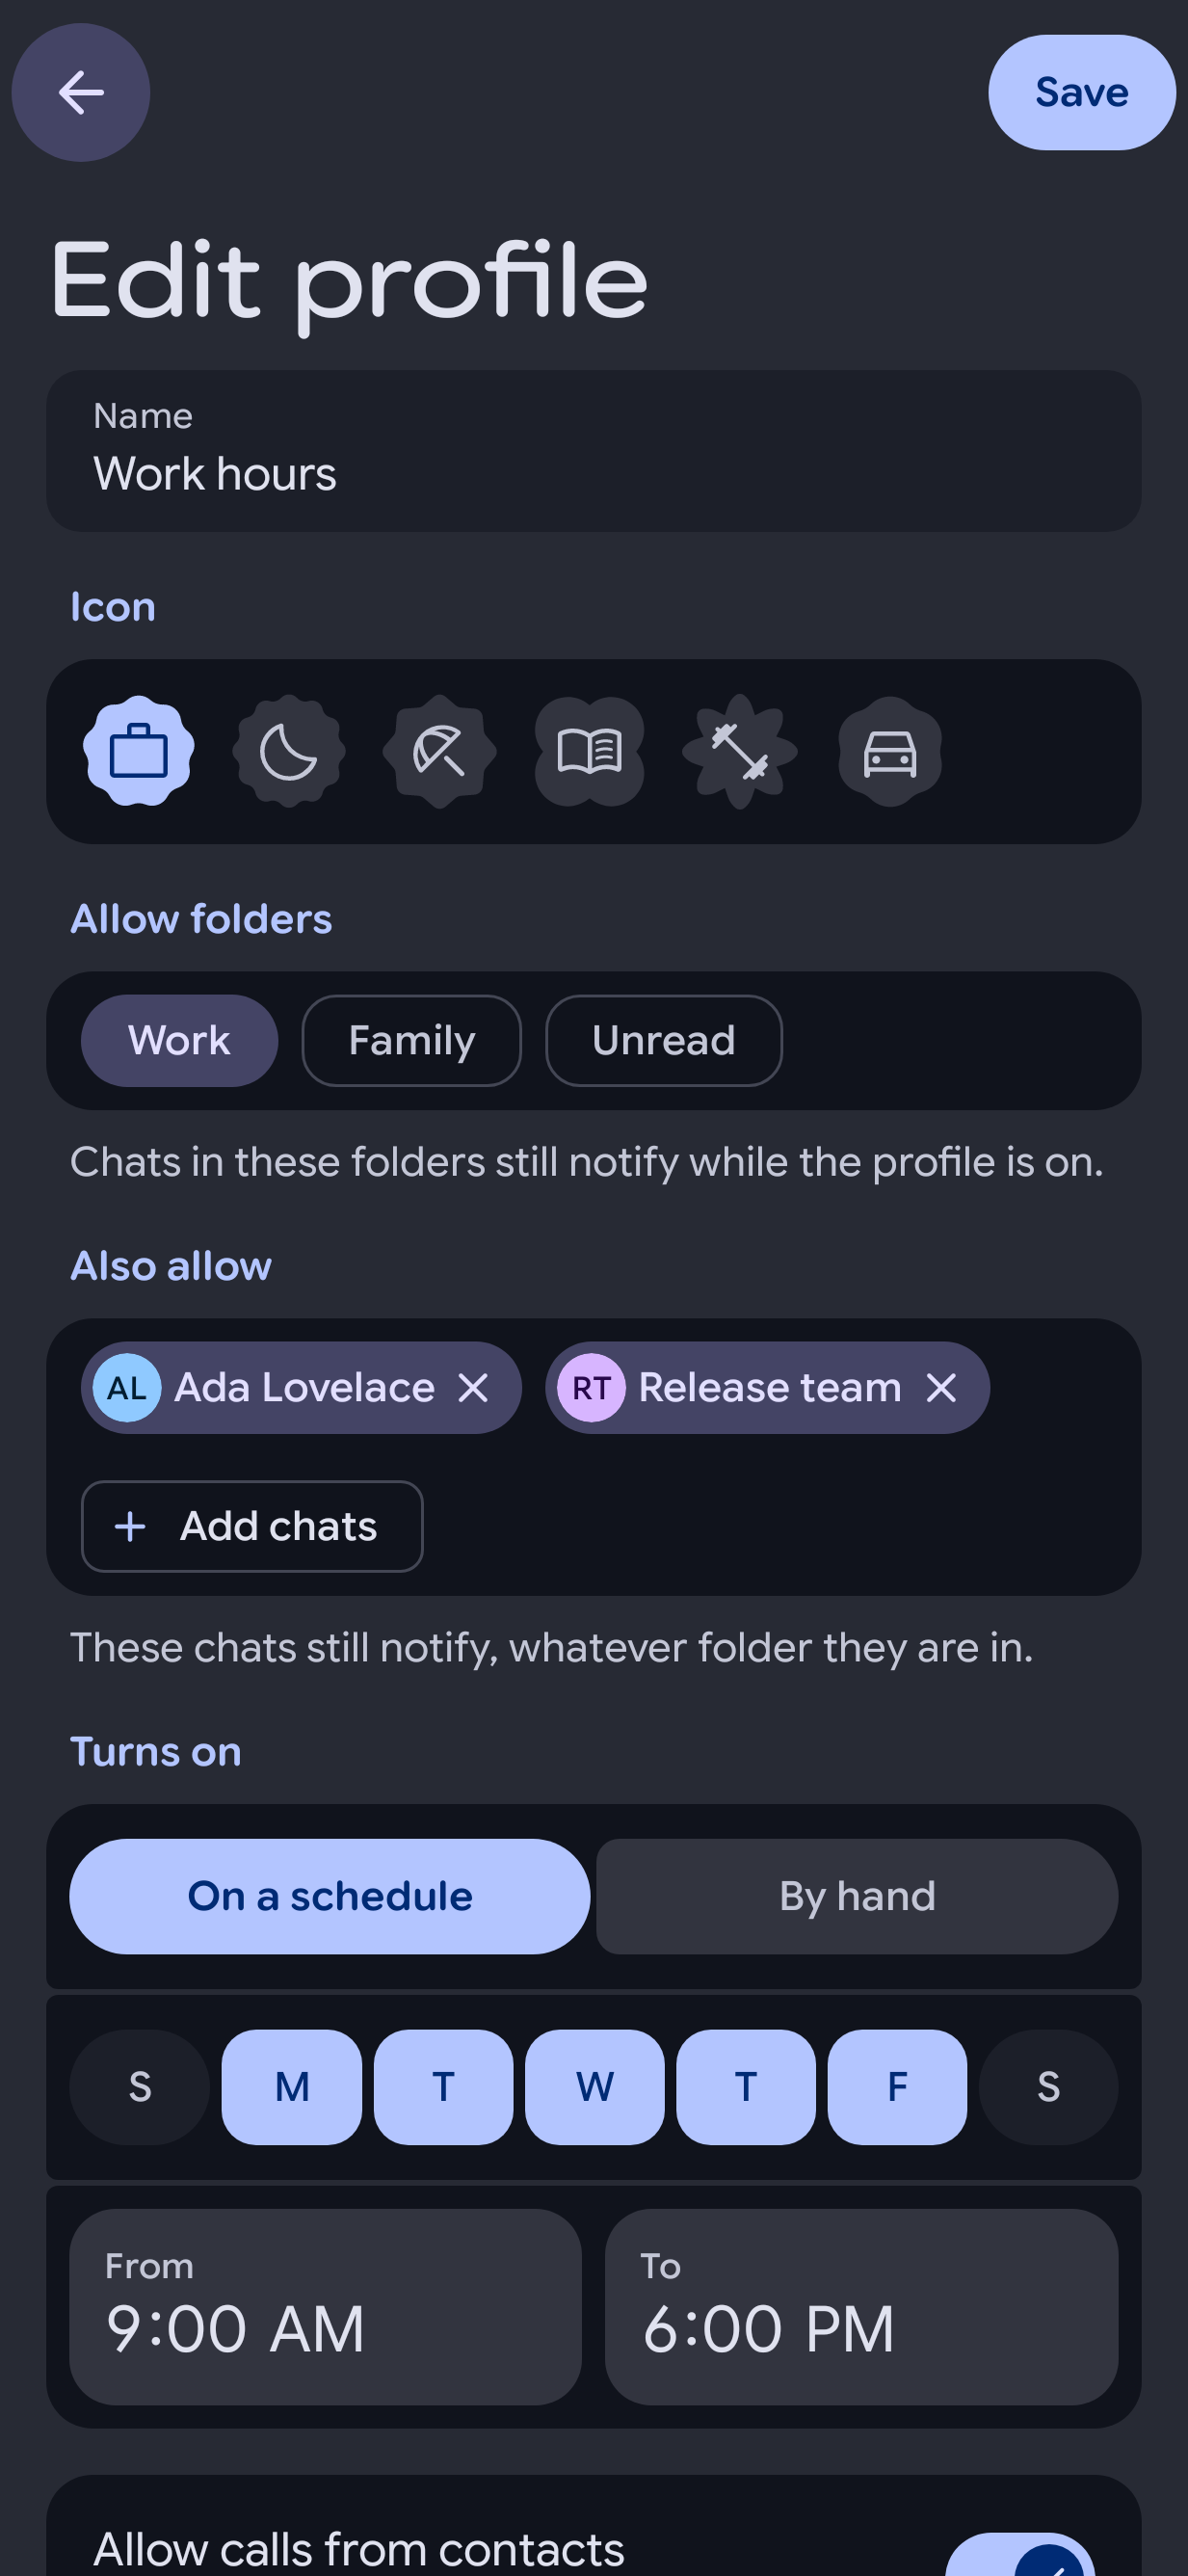 Save
Edit profile
Name
Work hours
Icon
Allow folders
Work Family Unread
Chats in these folders still notify while the profile is on.
Also allow
AL Ada Lovelace RT Release team
Add chats
These chats still notify, whatever folder they are in.
Turns on
On a schedule By hand
S M T W T F S
From To
9:00 AM 6:00 PM
Allow calls from contacts